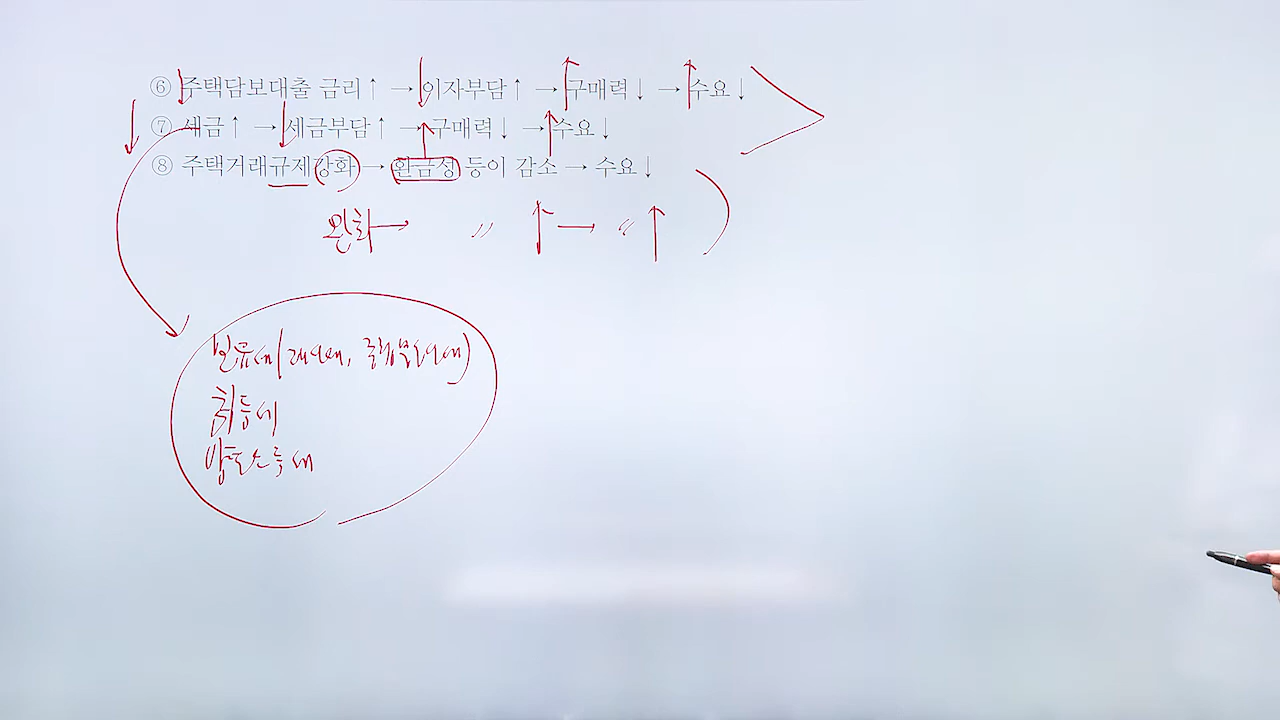 ⑥ 주택담보대출 금리↑ → 이자부담↑ → 구매력↓ → 수요↓
⑦ 세금↑ → 세금부담↑ → 구매력↓ → 수요↓
⑧ 주택거래규제강화 → 환금성 등이 감소 → 수요↓
완화→ 〃 ↑ → 〃 ↑
보유세(재산세, 종합부동산세)
취등세
양도소득세